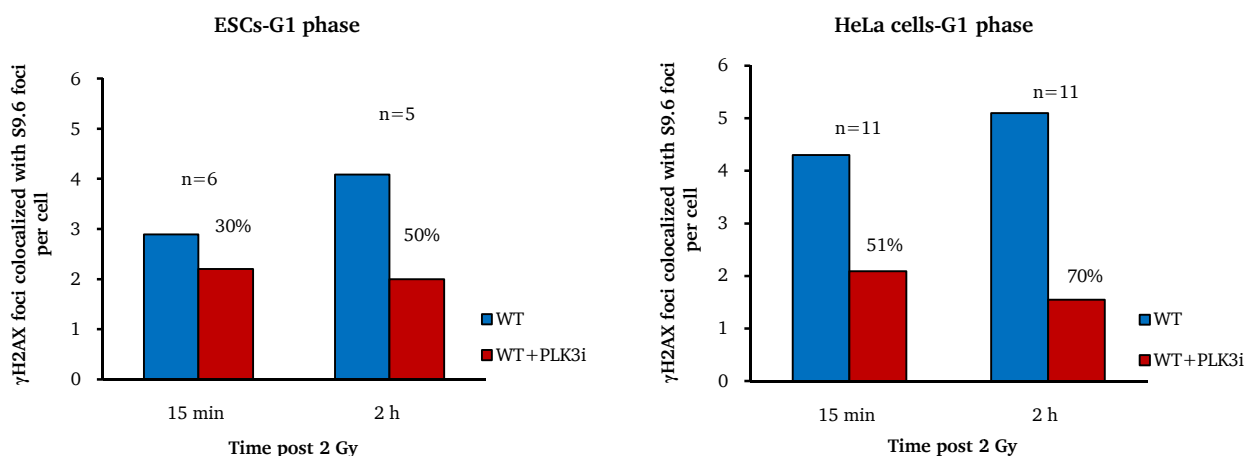 ESCs-G1 phase
γH2AX foci colocalized with S9.6 foci
per cell
6
5
4
3
2
1
0
n=6
30%
n=5
50%
WT
WT+PLK3i
15 min
2 h
Time post 2 Gy
HeLa cells-G1 phase
γH2AX foci colocalized with S9.6 foci
per cell
6
5
4
3
2
1
0
n=11
51%
n=11
70%
WT
WT+PLK3i
15 min
2 h
Time post 2 Gy